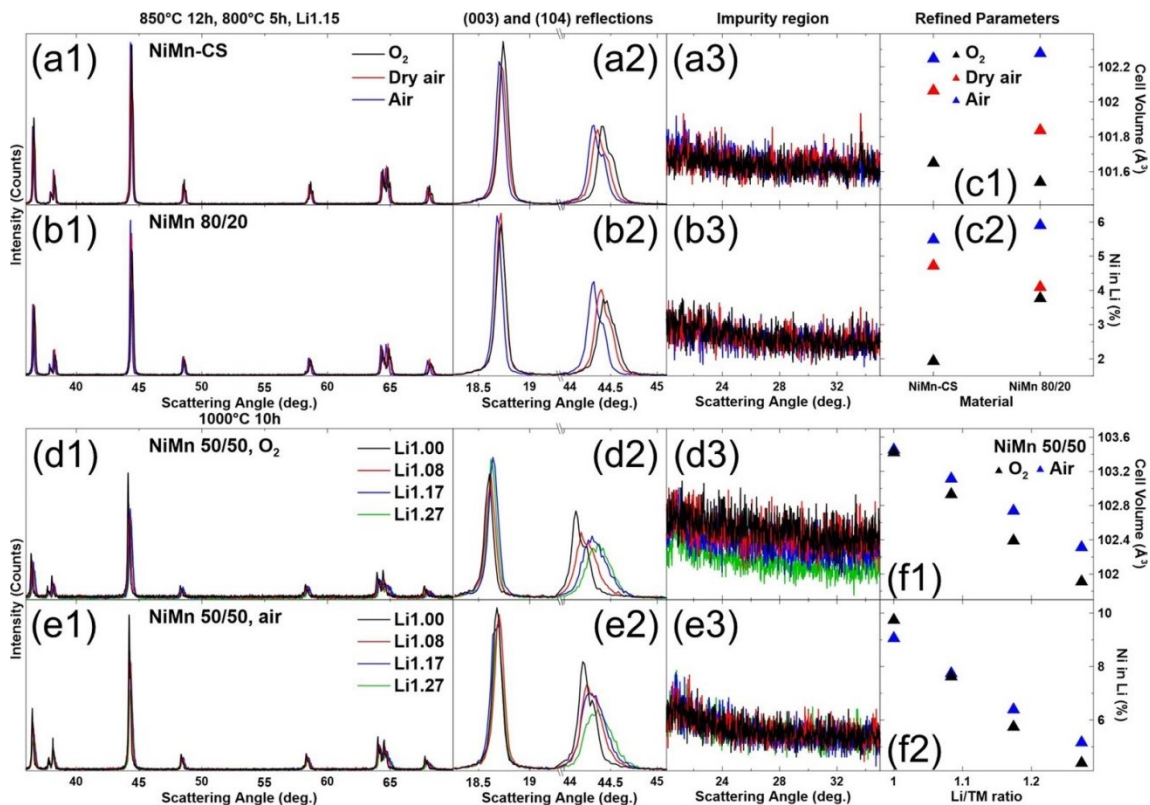 850°C 12h, 800°C 5h, Li1.15
(003) and (104) reflections
Impurity region
Refined Parameters
(a1) NiMn-CS
O₂
Dry air
Air
(a2)
(a3)
O₂
Dry air
Air
(c1)
102.2
102
101.8
101.6
Cell Volume (Å³)
Intensity (Counts)
(b1) NiMn 80/20
(b2)
(b3)
(c2)
6
5
4
3
2
Ni in Li (%)
40 45 50 55 60 65
18.5 19 44 44.5 45
24 28 32
NiMn-CS NiMn 80/20
Scattering Angle (deg.)
Scattering Angle (deg.)
Scattering Angle (deg.)
Material
1000°C 10h
(d1) NiMn 50/50, O₂
Li1.00
Li1.08
Li1.17
Li1.27
(d2)
(d3)
NiMn 50/50
O₂ Air
(f1)
103.6
103.2
102.8
102.4
102
Cell Volume (Å³)
Intensity (Counts)
(e1) NiMn 50/50, air
Li1.00
Li1.08
Li1.17
Li1.27
(e2)
(e3)
(f2)
10
8
6
Ni in Li (%)
40 45 50 55 60 65
18.5 19 44 44.5 45
24 28 32
1 1.1 1.2
Scattering Angle (deg.)
Scattering Angle (deg.)
Scattering Angle (deg.)
Li/TM ratio